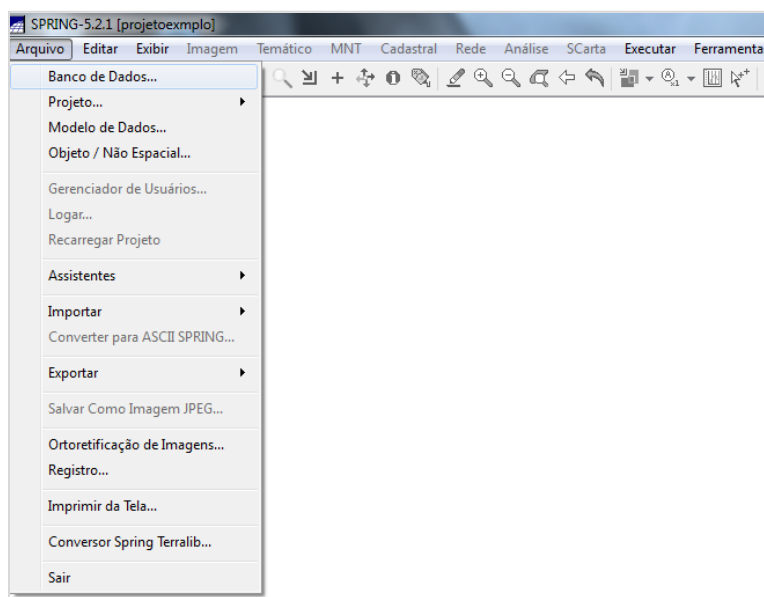 SPRING-5.2.1 [projetoexmplo]
Arquivo Editar Exibir Imagem Temático MNT Cadastral Rede Análise SCarta Executar Ferramenta
Banco de Dados...
Projeto...
Modelo de Dados...
Objeto / Não Espacial...
Gerenciador de Usuários...
Logar...
Recarregar Projeto
Assistentes
Importar
Converter para ASCII SPRING...
Exportar
Salvar Como Imagem JPEG...
Ortoretificação de Imagens...
Registro...
Imprimir da Tela...
Conversor Spring Terralib...
Sair